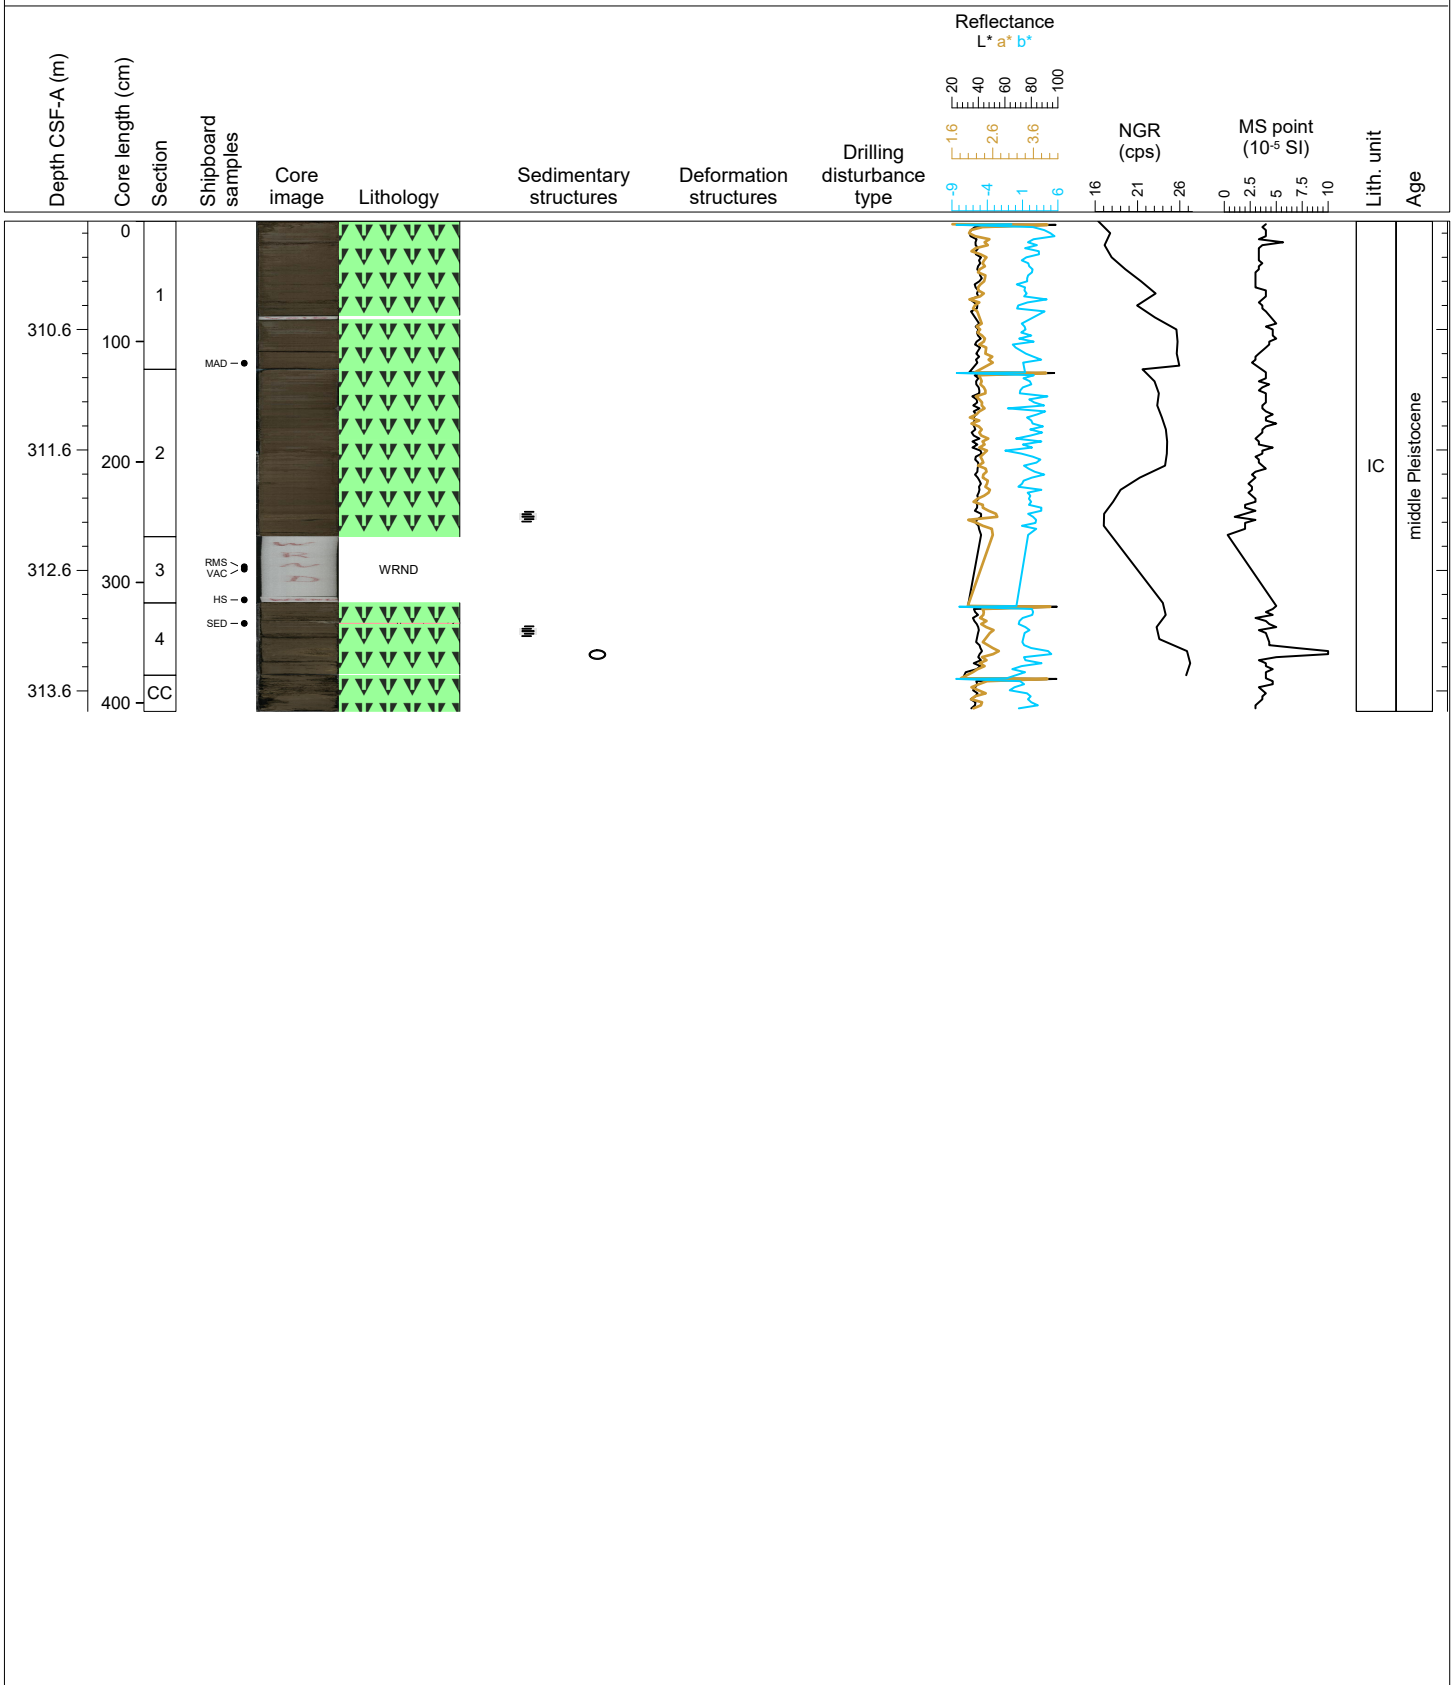 Reflectance
L* a* b*
Depth CSF-A (m)
Core length (cm)
Section
Shipboard
samples
Core
image
Lithology
Sedimentary
structures
Deformation
structures
Drilling
disturbance
type
20 40 60 80 100
1.6 2.6 3.6
-9 -4 1 6
NGR
(cps)
16 21 26
MS point
(10-5 SI)
0 2.5 5 7.5 10
Lith. unit
Age
0
1
310.6
100
MAD
311.6
200
2
IC
middle Pleistocene
RMS
VAC
312.6
300
3
WRND
W
R
N
D
HS
SED
4
313.6
400
CC